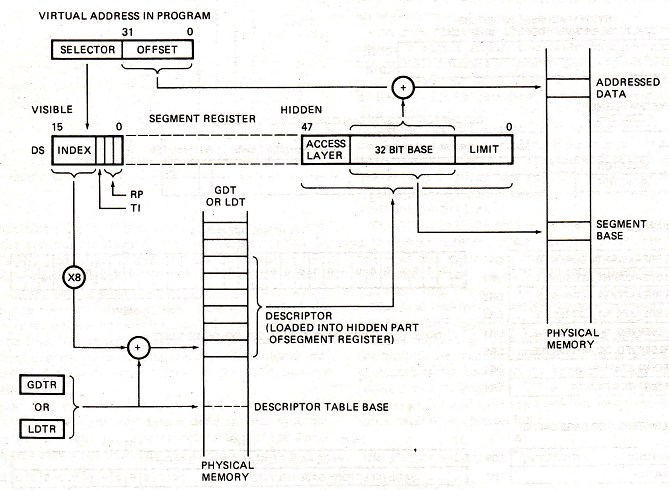 VIRTUAL ADDRESS IN PROGRAM
31 0
SELECTOR OFFSET
VISIBLE
15 0
SEGMENT REGISTER
HIDDEN
47 0
DS INDEX
ACCESS
LAYER
32 BIT BASE
LIMIT
RP
TI
+
ADDRESSED
DATA
SEGMENT
BASE
PHYSICAL
MEMORY
GDT
OR LDT
X8
+
DESCRIPTOR
(LOADED INTO HIDDEN PART
OFSEGMENT REGISTER)
GDTR
OR
LDTR
DESCRIPTOR TABLE BASE
PHYSICAL
MEMORY